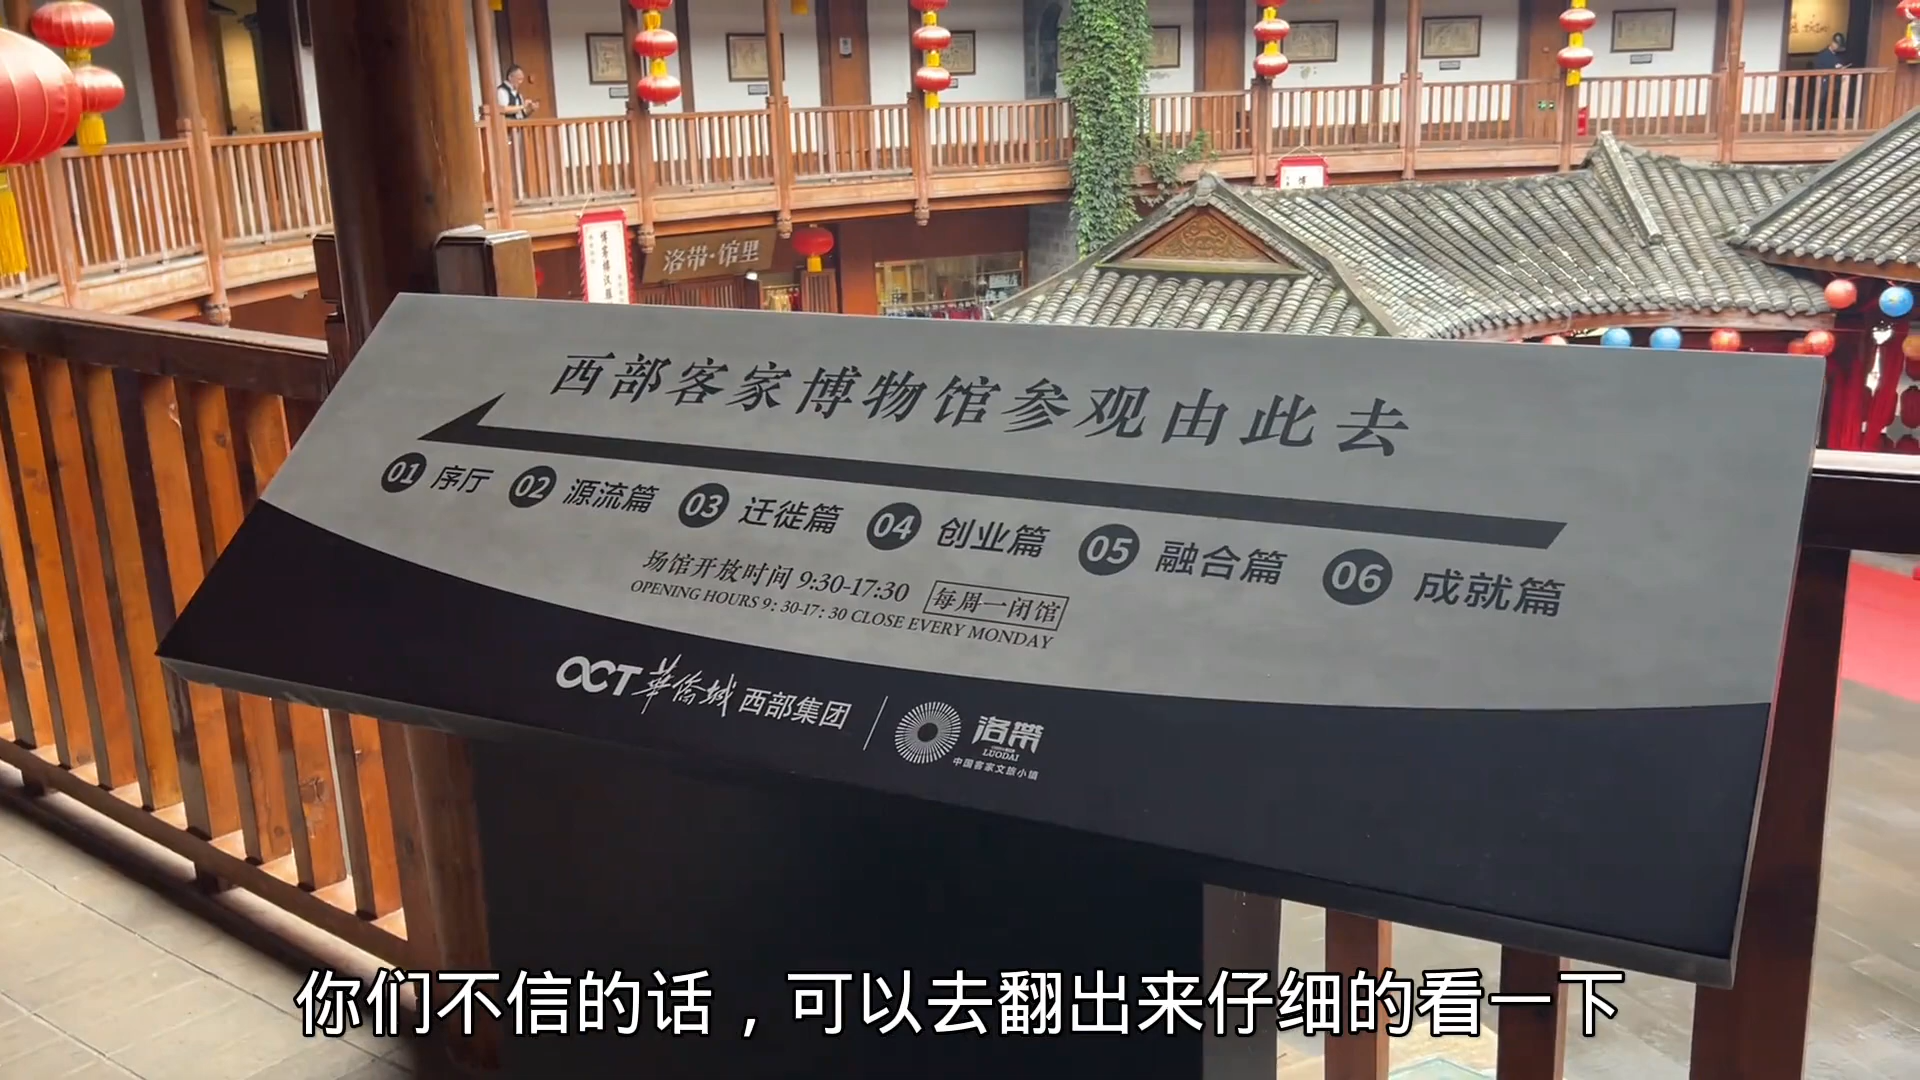 洛带·馆里
西部客家博物馆参观由此去
01 序厅 02 源流篇 03 迁徙篇 04 创业篇 05 融合篇 06 成就篇
场馆开放时间 9:30-17:30 每周一闭馆
OPENING HOURS 9: 30-17: 30 CLOSE EVERY MONDAY
OCT 華僑城 西部集团
洛带
LUODAI
中国客家文旅小镇
你们不信的话，可以去翻出来仔细的看一下